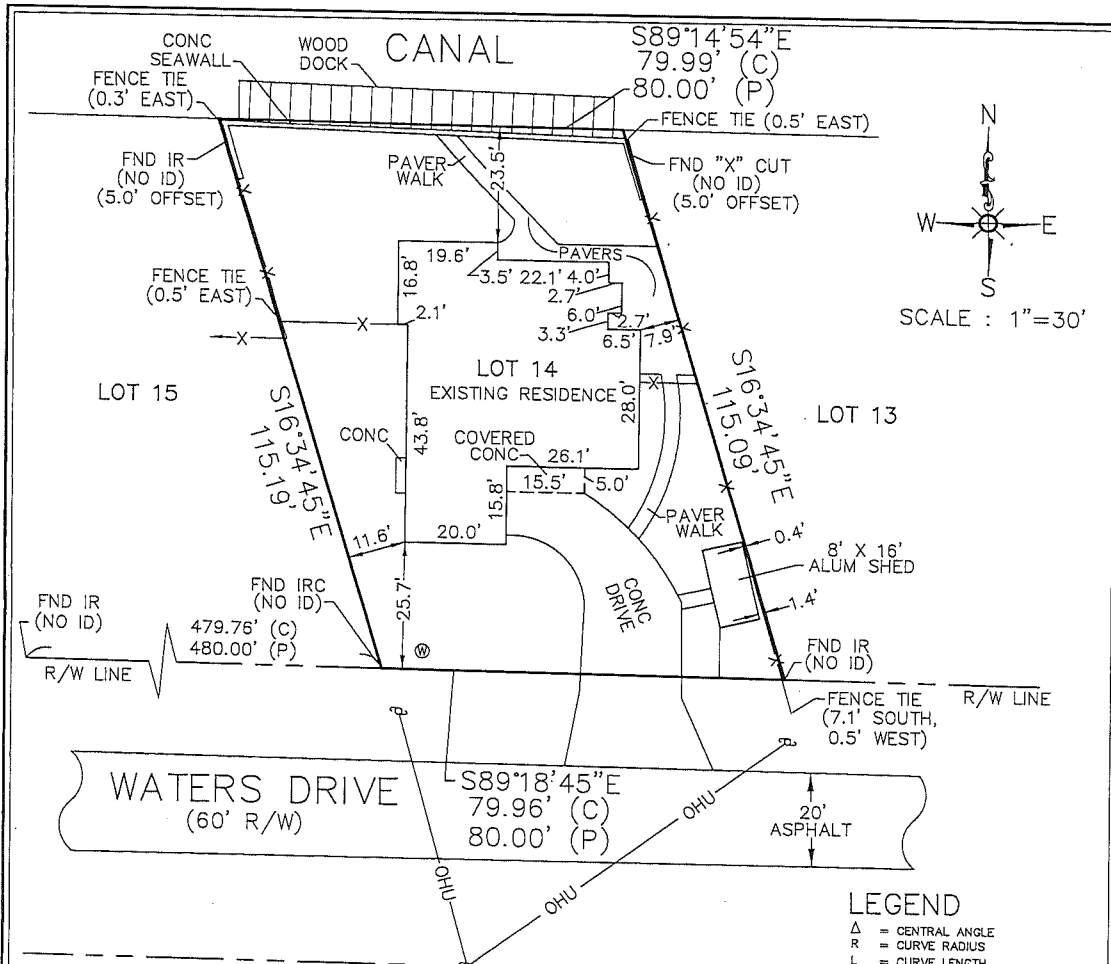 CANAL
S89°14'54"E
79.99' (C)
80.00' (P)
CONC
SEAWALL
WOOD
DOCK
FENCE TIE
(0.3' EAST)
FENCE TIE (0.5' EAST)
FND IR
(NO ID)
(5.0' OFFSET)
PAVER
WALK
23.5'
FND "X" CUT
(NO ID)
(5.0' OFFSET)
N
W
E
S
SCALE : 1"=30'
PAVERS
19.6'
16.8'
3.5'
22.1'
4.0'
2.7'
6.0'
2.7'
3.3'
6.5'
7.9'
FENCE TIE
(0.5' EAST)
2.1'
X
X
X
LOT 14
EXISTING RESIDENCE
LOT 15
LOT 13
S16°34'45"E
115.19'
S16°34'45"E
115.09'
43.8'
28.0'
CONC
COVERED
CONC
26.1'
15.5'
5.0'
15.8'
20.0'
11.6'
25.7'
PAVER
WALK
0.4'
8' X 16'
ALUM SHED
1.4'
CONC
DRIVE
W
FND IR
(NO ID)
FND IRC
(NO ID)
479.76' (C)
480.00' (P)
R/W LINE
FND IR
(NO ID)
R/W LINE
FENCE TIE
(7.1' SOUTH,
0.5' WEST)
WATERS DRIVE
(60' R/W)
S89°18'45"E
79.96' (C)
80.00' (P)
20'
ASPHALT
OHU
OHU
OHU
LEGEND
Δ = CENTRAL ANGLE
R = CURVE RADIUS
L = CURVE LENGTH